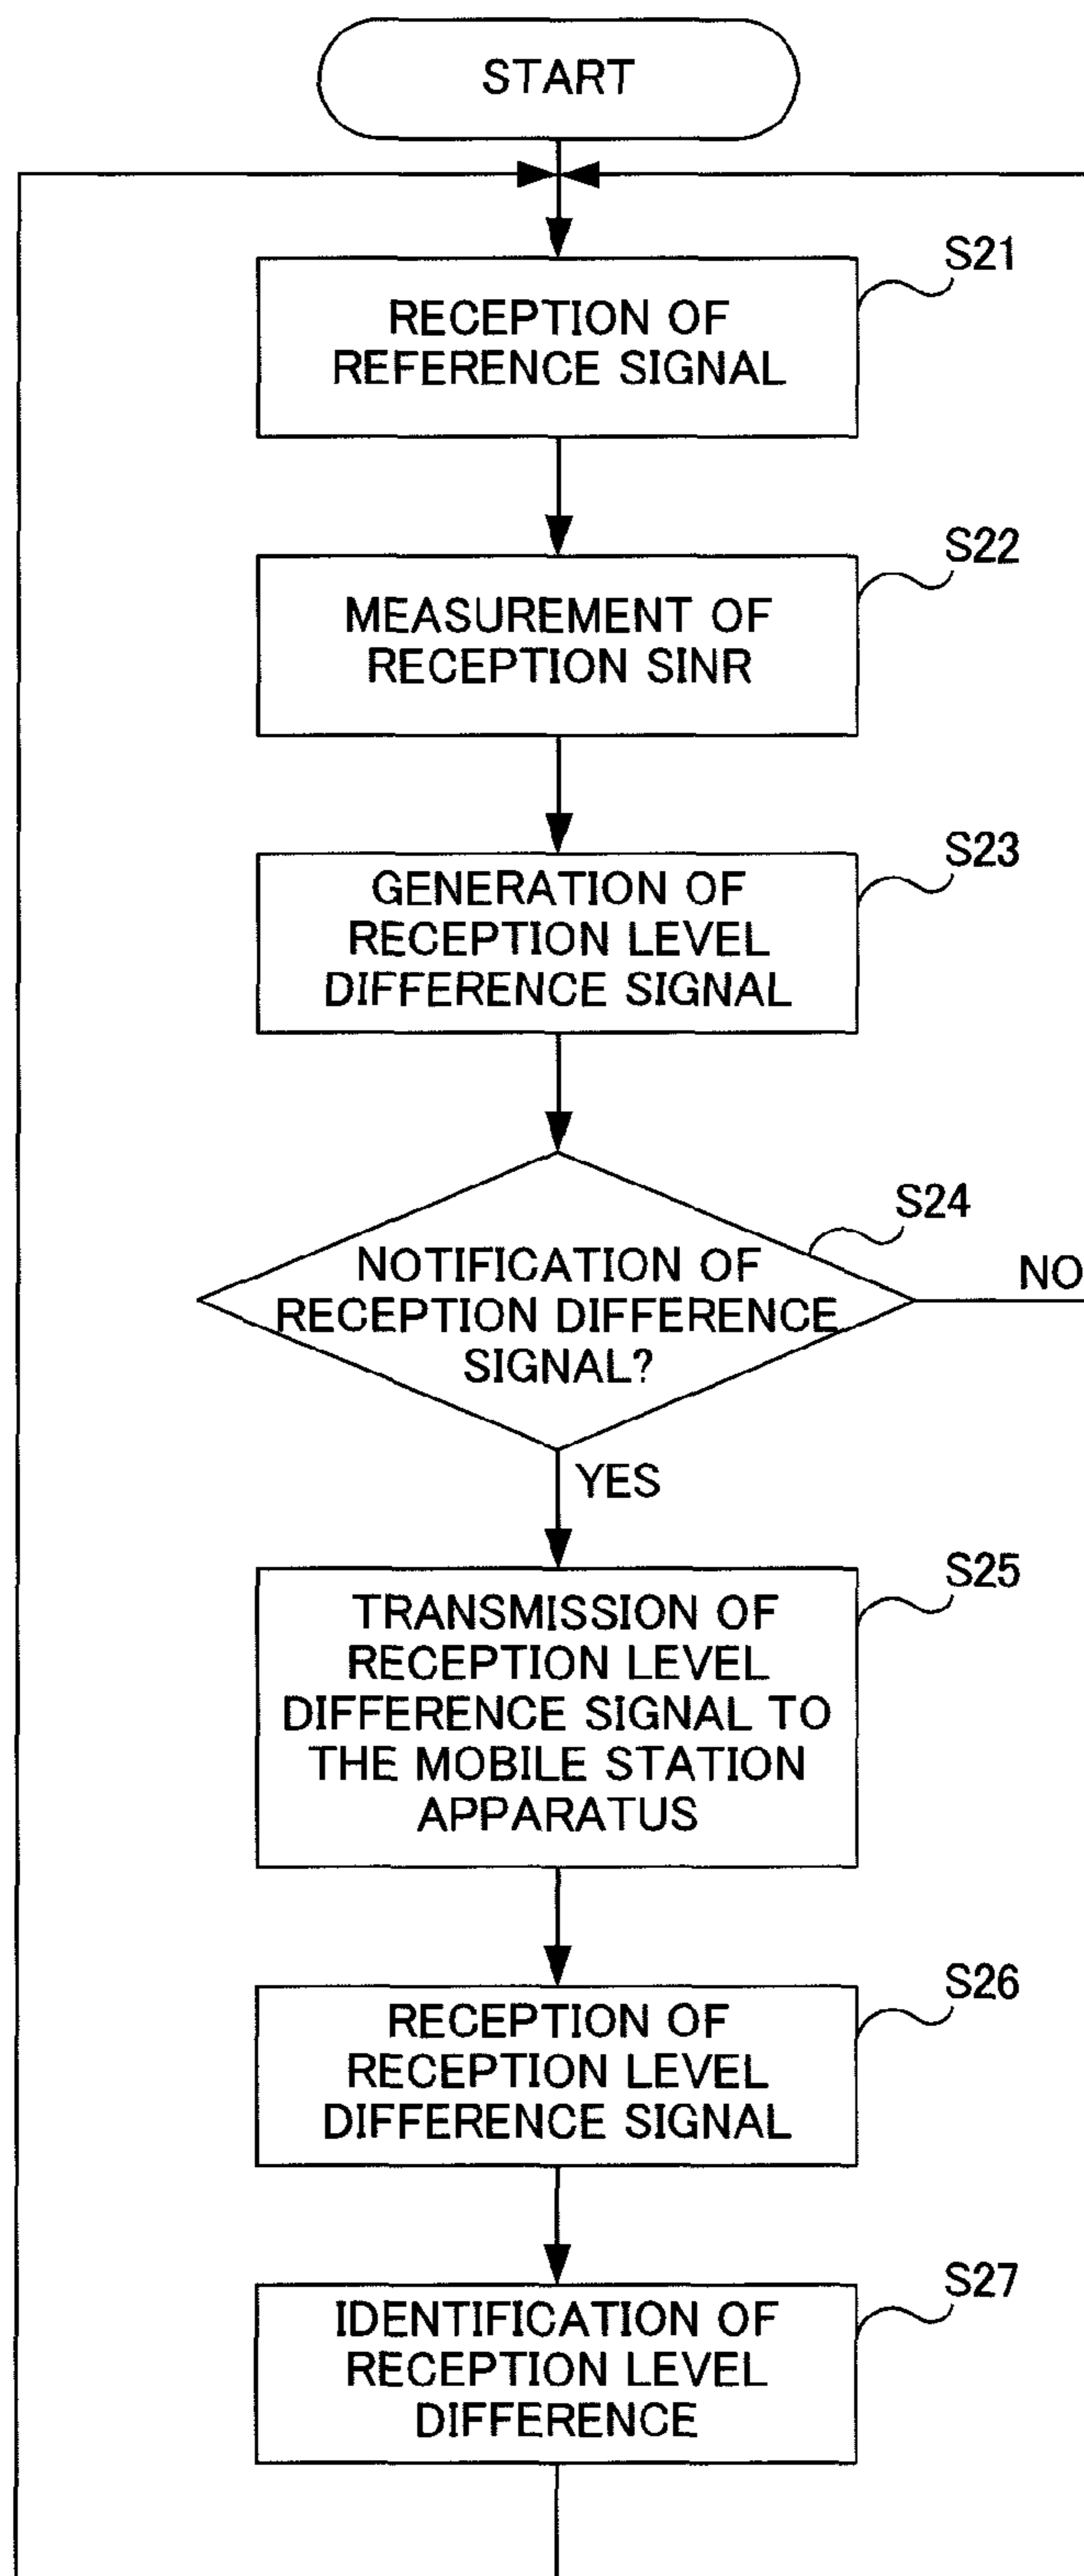 START
S21
RECEPTION OF
REFERENCE SIGNAL
S22
MEASUREMENT OF
RECEPTION SINR
S23
GENERATION OF
RECEPTION LEVEL
DIFFERENCE SIGNAL
S24
NOTIFICATION OF
RECEPTION DIFFERENCE
SIGNAL?
NO
YES
S25
TRANSMISSION OF
RECEPTION LEVEL
DIFFERENCE SIGNAL TO
THE MOBILE STATION
APPARATUS
S26
RECEPTION OF
RECEPTION LEVEL
DIFFERENCE SIGNAL
S27
IDENTIFICATION OF
RECEPTION LEVEL
DIFFERENCE